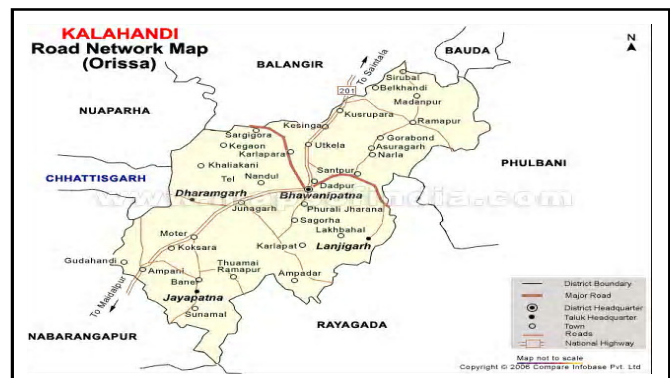 KALAHANDI
Road Network Map
(Orissa)
BALANGIR
BAUDA
N
To Saintala
201
NUAPARHA
Sirubal
Belkhandi
Madanpur
Kusrupara
Ramapur
Kesinga
Sargigora
Kegaon
Karlapara
Utkela
Gorabond
Asuragarh
Narla
Khaliakani
Tel
Nandul
Santpur
PHULBANI
CHHATTISGARH
Dharamgarh
Dadpur
Bhawanipatna
Junagarh
Phurali Jharana
Sagorha
Lakhbahal
Moter
Koksara
Karlapat
Lanjigarh
Gudahandi
Ampani
Thuamai
Ramapur
Banel
Ampadar
To Maidalpur
Jayapatna
Sunamal
NABARANGAPUR
RAYAGADA
District Boundary
Major Road
District Headquarter
Taluk Headquarter
Town
Roads
National Highway
Map not to scale
Copyright © 2006 Compare Infobase Pvt. Ltd